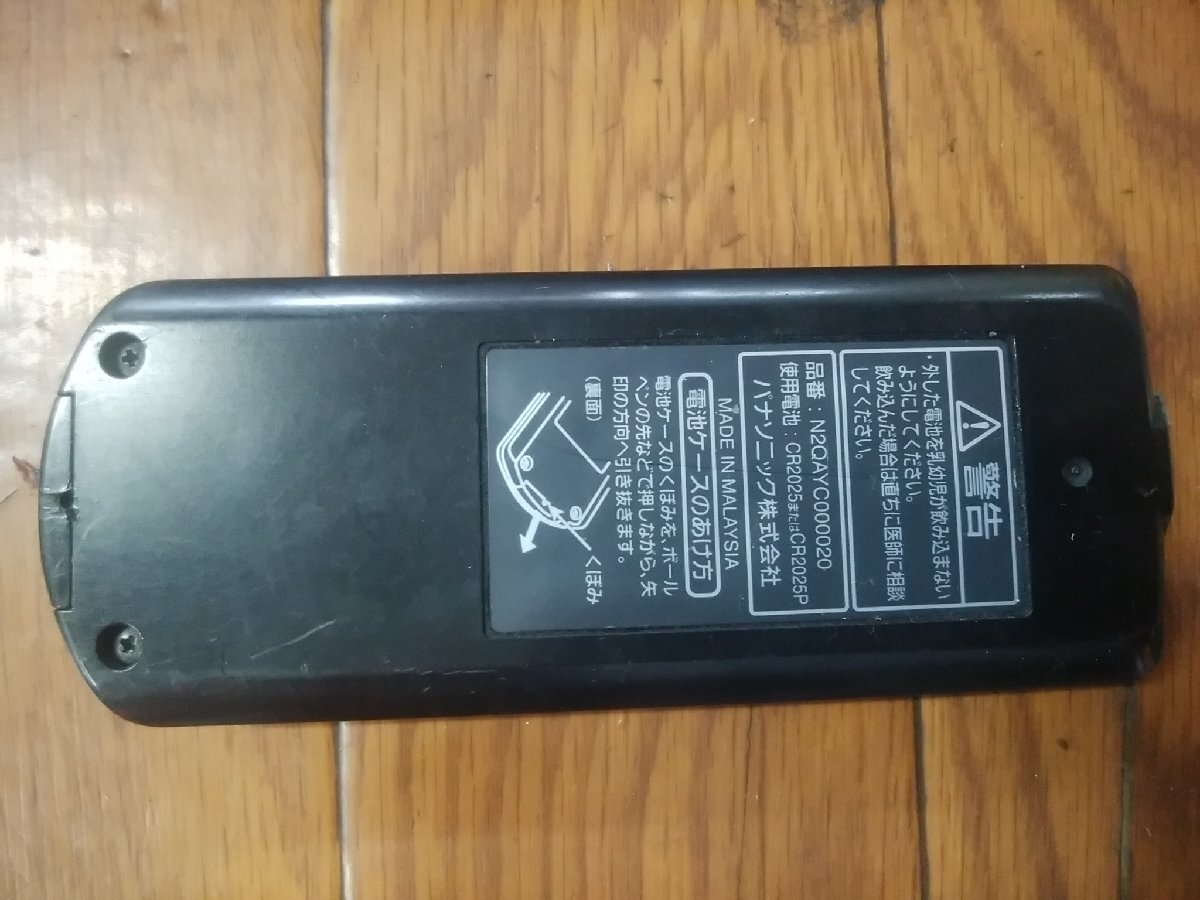 警告
・外した電池を乳幼児が飲み込まない
ようにしてください。
飲み込んだ場合は直ちに医師に相談
してください。
品番：N2QAYC000020
使用電池：CR2025またはCR2025P
パナソニック株式会社
MADE IN MALAYSIA
電池ケースのあけ方
電池ケースのくぼみを、ボール
ペンの先などで押しながら、矢
印の方向へ引き抜きます。
(裏面)
くぼみ